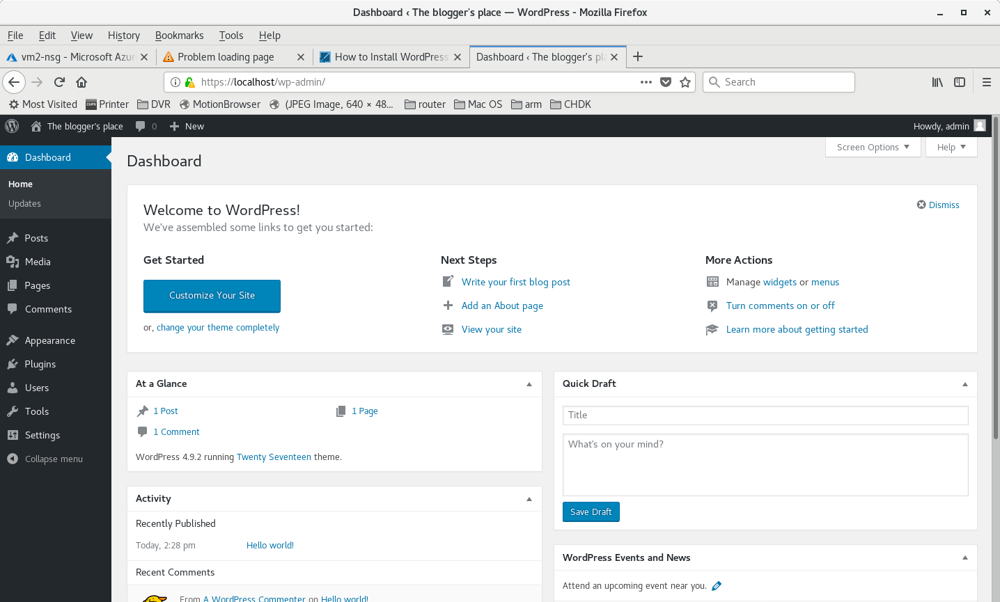 Dashboard ‹ The blogger's place — WordPress - Mozilla Firefox
File Edit View History Bookmarks Tools Help
vm2-nsg - Microsoft Azur
Problem loading page
How to Install WordPress
Dashboard ‹ The blogger's pla
https://localhost/wp-admin/
Search
Most Visited
CUPS Printer
DVR
MotionBrowser
(JPEG Image, 640 × 48...
router
Mac OS
arm
CHDK
The blogger's place
0
New
Howdy, admin
Dashboard
Home
Updates
Posts
Media
Pages
Comments
Appearance
Plugins
Users
Tools
Settings
Collapse menu
Screen Options
Help
Dashboard
Welcome to WordPress!
We've assembled some links to get you started:
Dismiss
Get Started
Customize Your Site
or, change your theme completely
Next Steps
Write your first blog post
Add an About page
View your site
More Actions
Manage widgets or menus
Turn comments on or off
Learn more about getting started
At a Glance
1 Post
1 Page
1 Comment
WordPress 4.9.2 running Twenty Seventeen theme.
Activity
Recently Published
Today, 2:28 pm
Hello world!
Recent Comments
From A WordPress Commenter on Hello world!
Quick Draft
Title
What's on your mind?
Save Draft
WordPress Events and News
Attend an upcoming event near you.